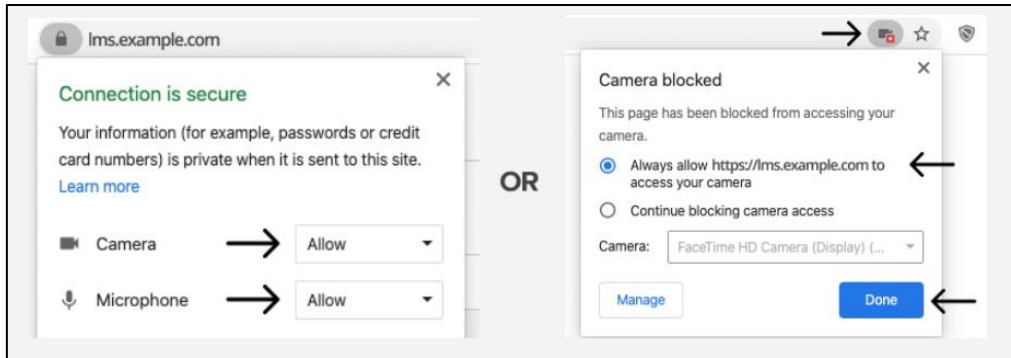 lms.example.com
Connection is secure
Your information (for example, passwords or credit
card numbers) is private when it is sent to this site.
Learn more
Camera
Allow
Microphone
Allow
OR
Camera blocked
This page has been blocked from accessing your
camera.
Always allow https://lms.example.com to
access your camera
Continue blocking camera access
Camera: FaceTime HD Camera (Display) (...
Manage
Done